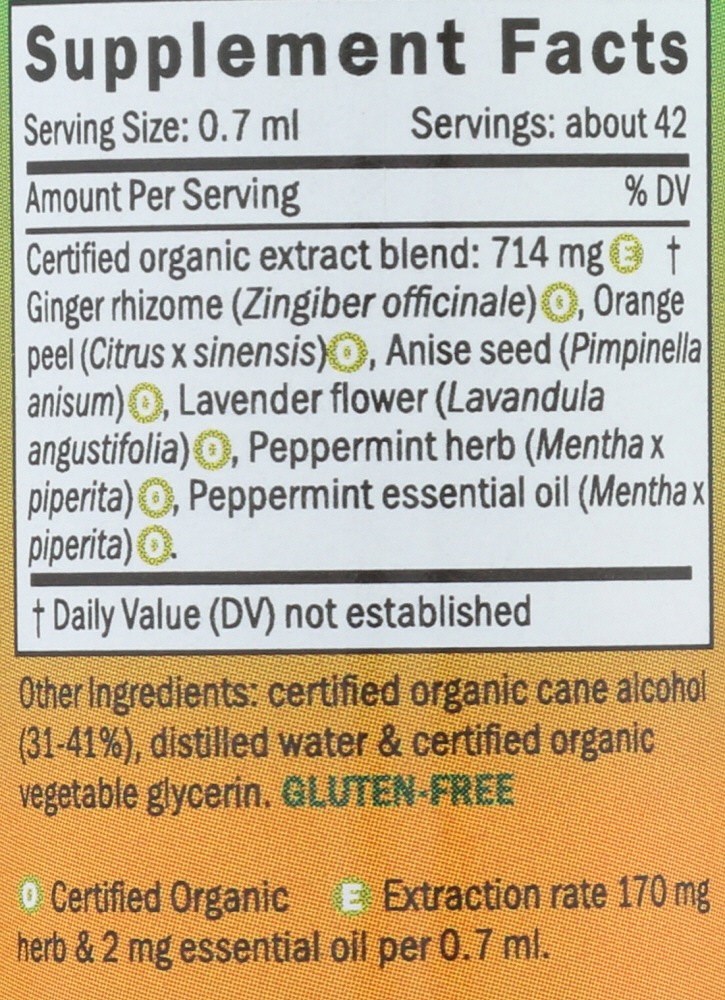 Supplement Facts
Serving Size: 0.7 ml Servings: about 42
Amount Per Serving % DV
Certified organic extract blend: 714 mg E †
Ginger rhizome (Zingiber officinale) O, Orange
peel (Citrus x sinensis) O, Anise seed (Pimpinella
anisum) O, Lavender flower (Lavandula
angustifolia) O, Peppermint herb (Mentha x
piperita) O, Peppermint essential oil (Mentha x
piperita) O.
† Daily Value (DV) not established
Other Ingredients: certified organic cane alcohol
(31-41%), distilled water & certified organic
vegetable glycerin. GLUTEN-FREE
O Certified Organic E Extraction rate 170 mg
herb & 2 mg essential oil per 0.7 ml.